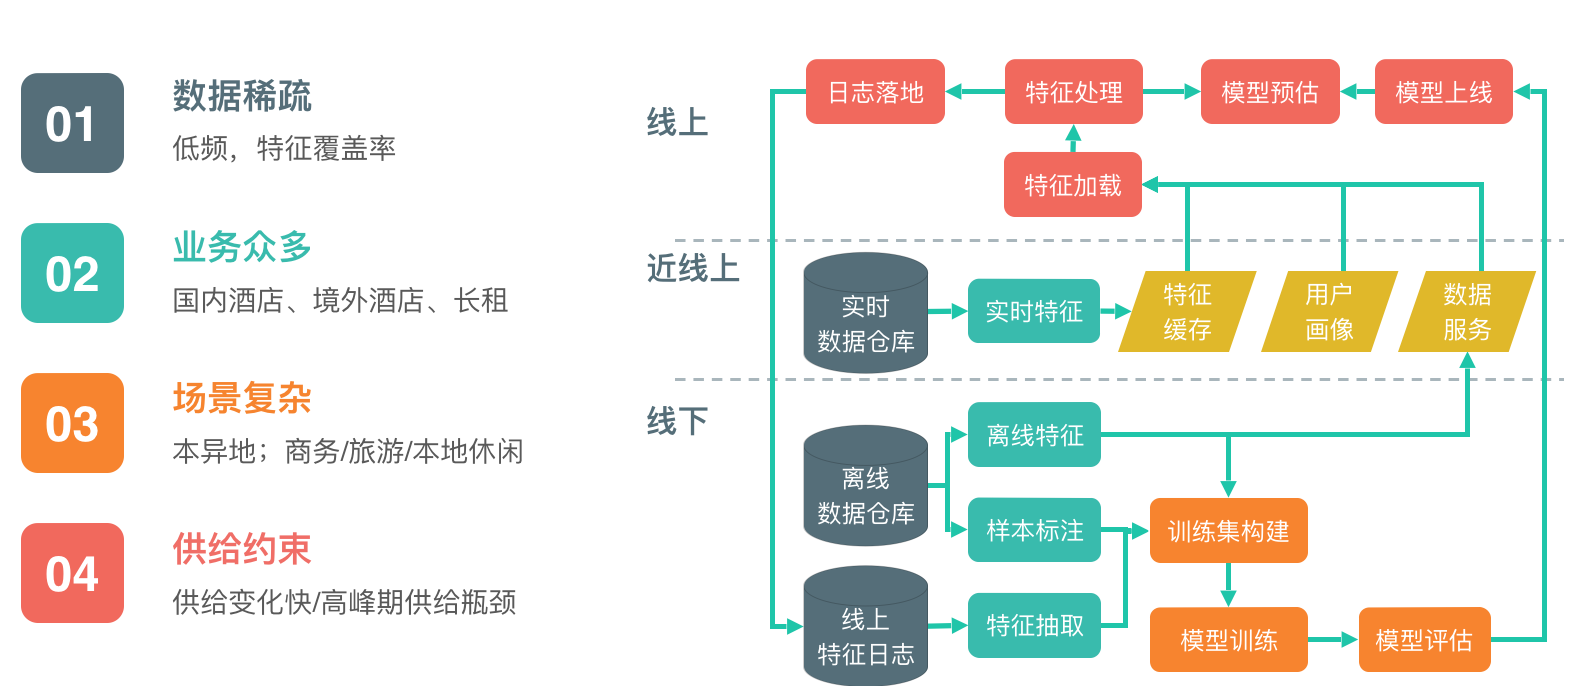 01
数据稀疏
低频，特征覆盖率
02
业务众多
国内酒店、境外酒店、长租
03
场景复杂
本异地；商务/旅游/本地休闲
04
供给约束
供给变化快/高峰期供给瓶颈
线上
日志落地
特征处理
模型预估
模型上线
特征加载
近线上
实时
数据仓库
实时特征
特征
缓存
用户
画像
数据
服务
线下
离线
数据仓库
离线特征
样本标注
训练集构建
线上
特征日志
特征抽取
模型训练
模型评估